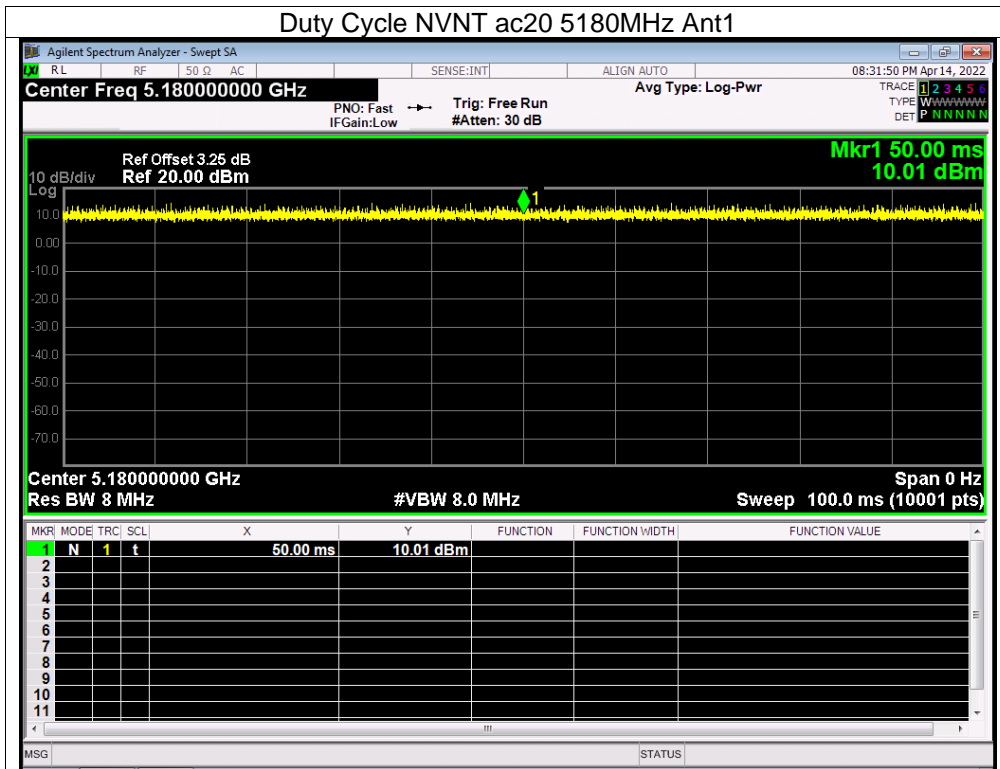 Duty Cycle NVNT ac20 5180MHz Ant1
Agilent Spectrum Analyzer - Swept SA
LXI RL RF 50 Ω AC SENSE:INT ALIGN AUTO 08:31:50 PM Apr 14, 2022
Center Freq 5.180000000 GHz Avg Type: Log-Pwr TRACE 1 2 3 4 5 6
PNO: Fast Trig: Free Run TYPE WWWWWW
IFGain:Low #Atten: 30 dB DET P N N N N N
Mkr1 50.00 ms
Ref Offset 3.25 dB
10 dB/div Ref 20.00 dBm 10.01 dBm
Log
1
10.0
0.00
-10.0
-20.0
-30.0
-40.0
-50.0
-60.0
-70.0
Center 5.180000000 GHz Span 0 Hz
Res BW 8 MHz #VBW 8.0 MHz Sweep 100.0 ms (10001 pts)
MKR MODE TRC SCL X Y FUNCTION FUNCTION WIDTH FUNCTION VALUE
1 N 1 t 50.00 ms 10.01 dBm
2
3
4
5
6
7
8
9
10
11
MSG STATUS